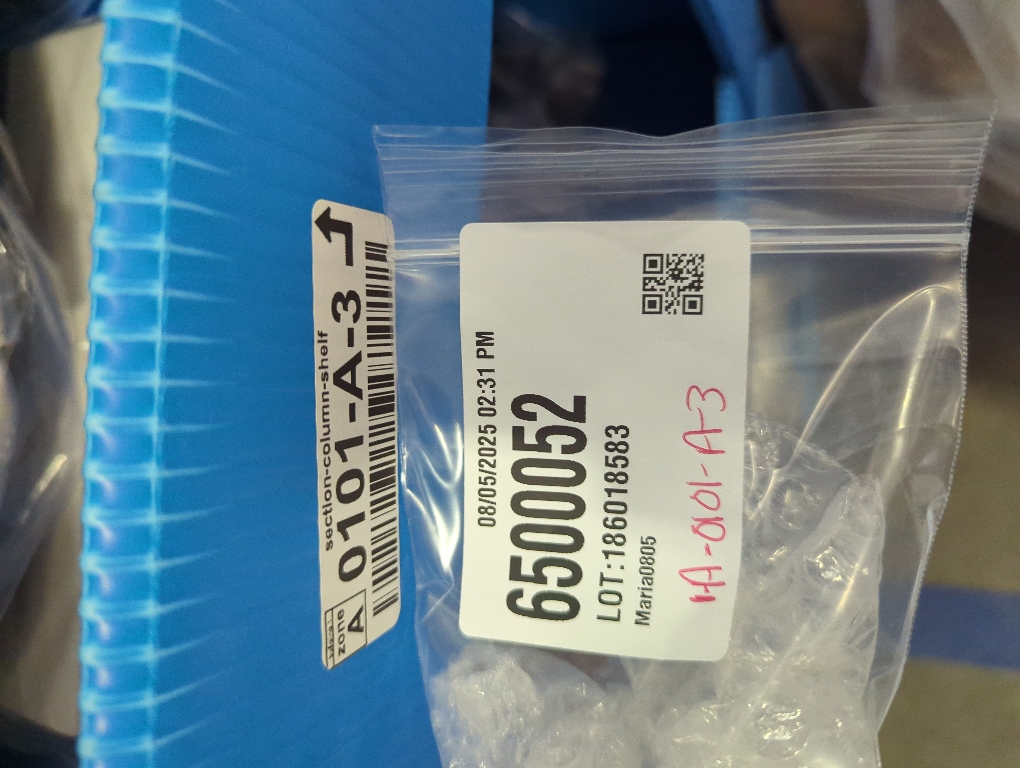 section-column-shelf
zone
A
0101-A-3
08/05/2025 02:31 PM
6500052
LOT:186018583
Maria0805
A-0101-A-3